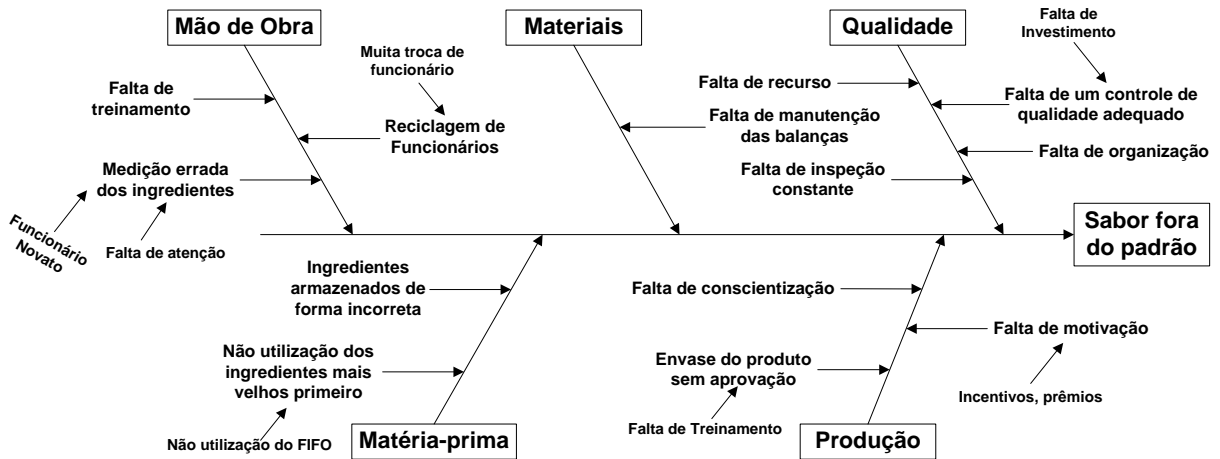 Mão de Obra
Materiais
Qualidade
Falta de
Investimento
Muita troca de
funcionário
Falta de
treinamento
Falta de recurso
Falta de um controle de
qualidade adequado
Falta de manutenção
das balanças
Reciclagem de
Funcionários
Falta de organização
Medição errada
dos ingredientes
Falta de inspeção
constante
Funcionário
Novato
Falta de atenção
Sabor fora
do padrão
Ingredientes
armazenados de
forma incorreta
Falta de conscientização
Falta de motivação
Não utilização dos
ingredientes mais
velhos primeiro
Envase do produto
sem aprovação
Incentivos, prêmios
Não utilização do FIFO
Falta de Treinamento
Matéria-prima
Produção